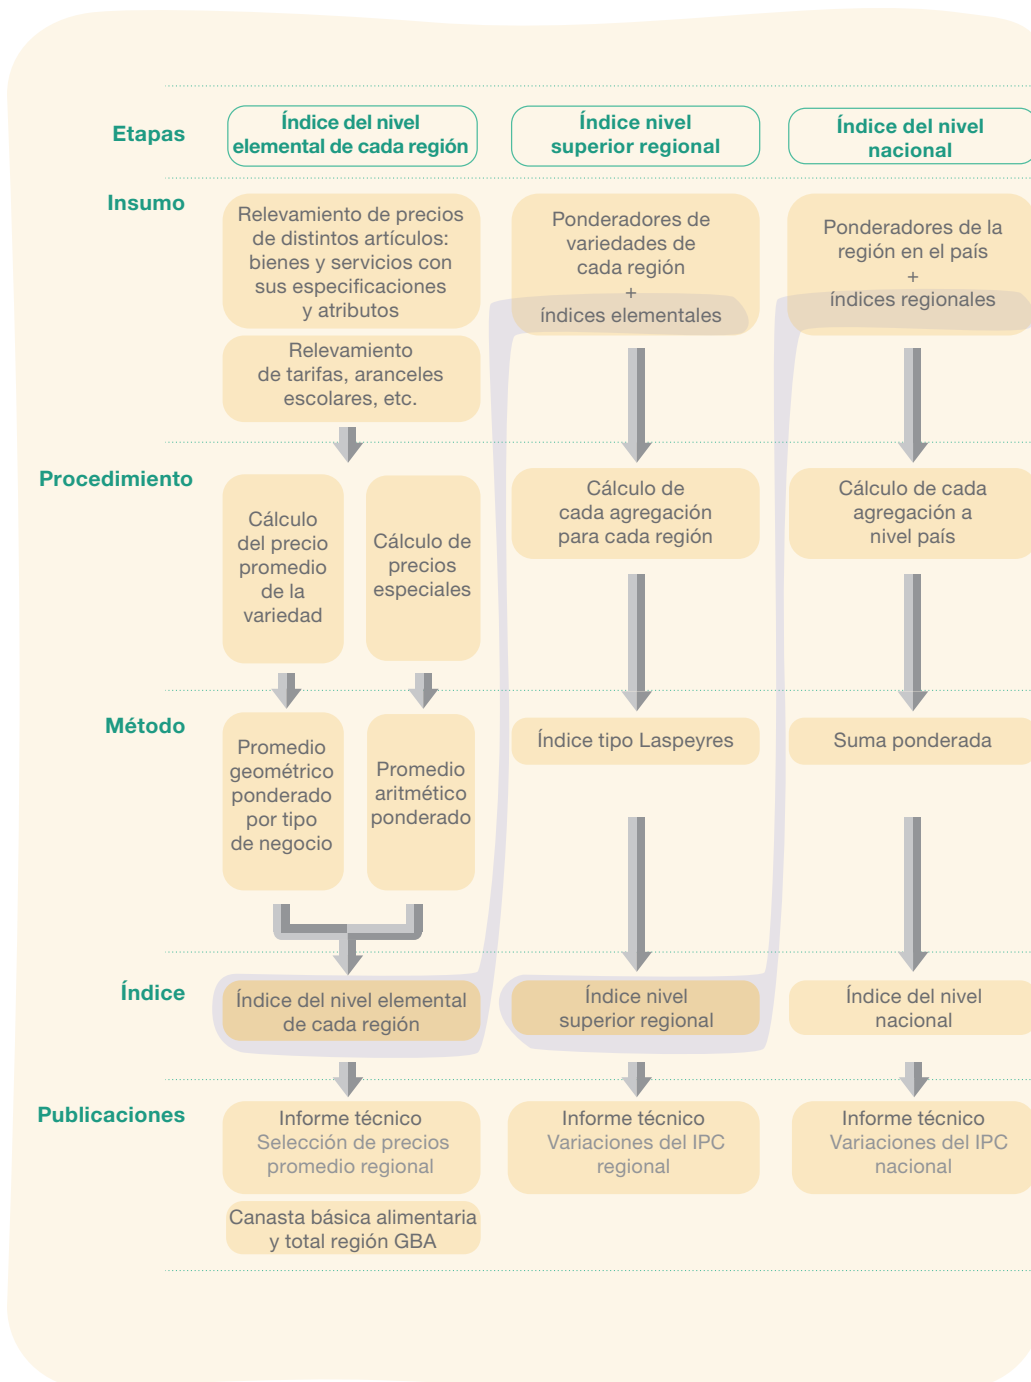 Etapas
Índice del nivel
elemental de cada región
Índice nivel
superior regional
Índice del nivel
nacional
Insumo
Relevamiento de precios
de distintos artículos:
bienes y servicios con
sus especificaciones
y atributos
Relevamiento
de tarifas, aranceles
escolares, etc.
Ponderadores de
variedades de
cada región
+
índices elementales
Ponderadores de la
región en el país
+
índices regionales
Procedimiento
Cálculo
del precio
promedio
de la
variedad
Cálculo de
precios
especiales
Cálculo de
cada agregación
para cada región
Cálculo de cada
agregación a
nivel país
Método
Promedio
geométrico
ponderado
por tipo
de negocio
Promedio
aritmético
ponderado
Índice tipo Laspeyres
Suma ponderada
Índice
Índice del nivel elemental
de cada región
Índice nivel
superior regional
Índice del nivel
nacional
Publicaciones
Informe técnico
Selección de precios
promedio regional
Canasta básica alimentaria
y total región GBA
Informe técnico
Variaciones del IPC
regional
Informe técnico
Variaciones del IPC
nacional